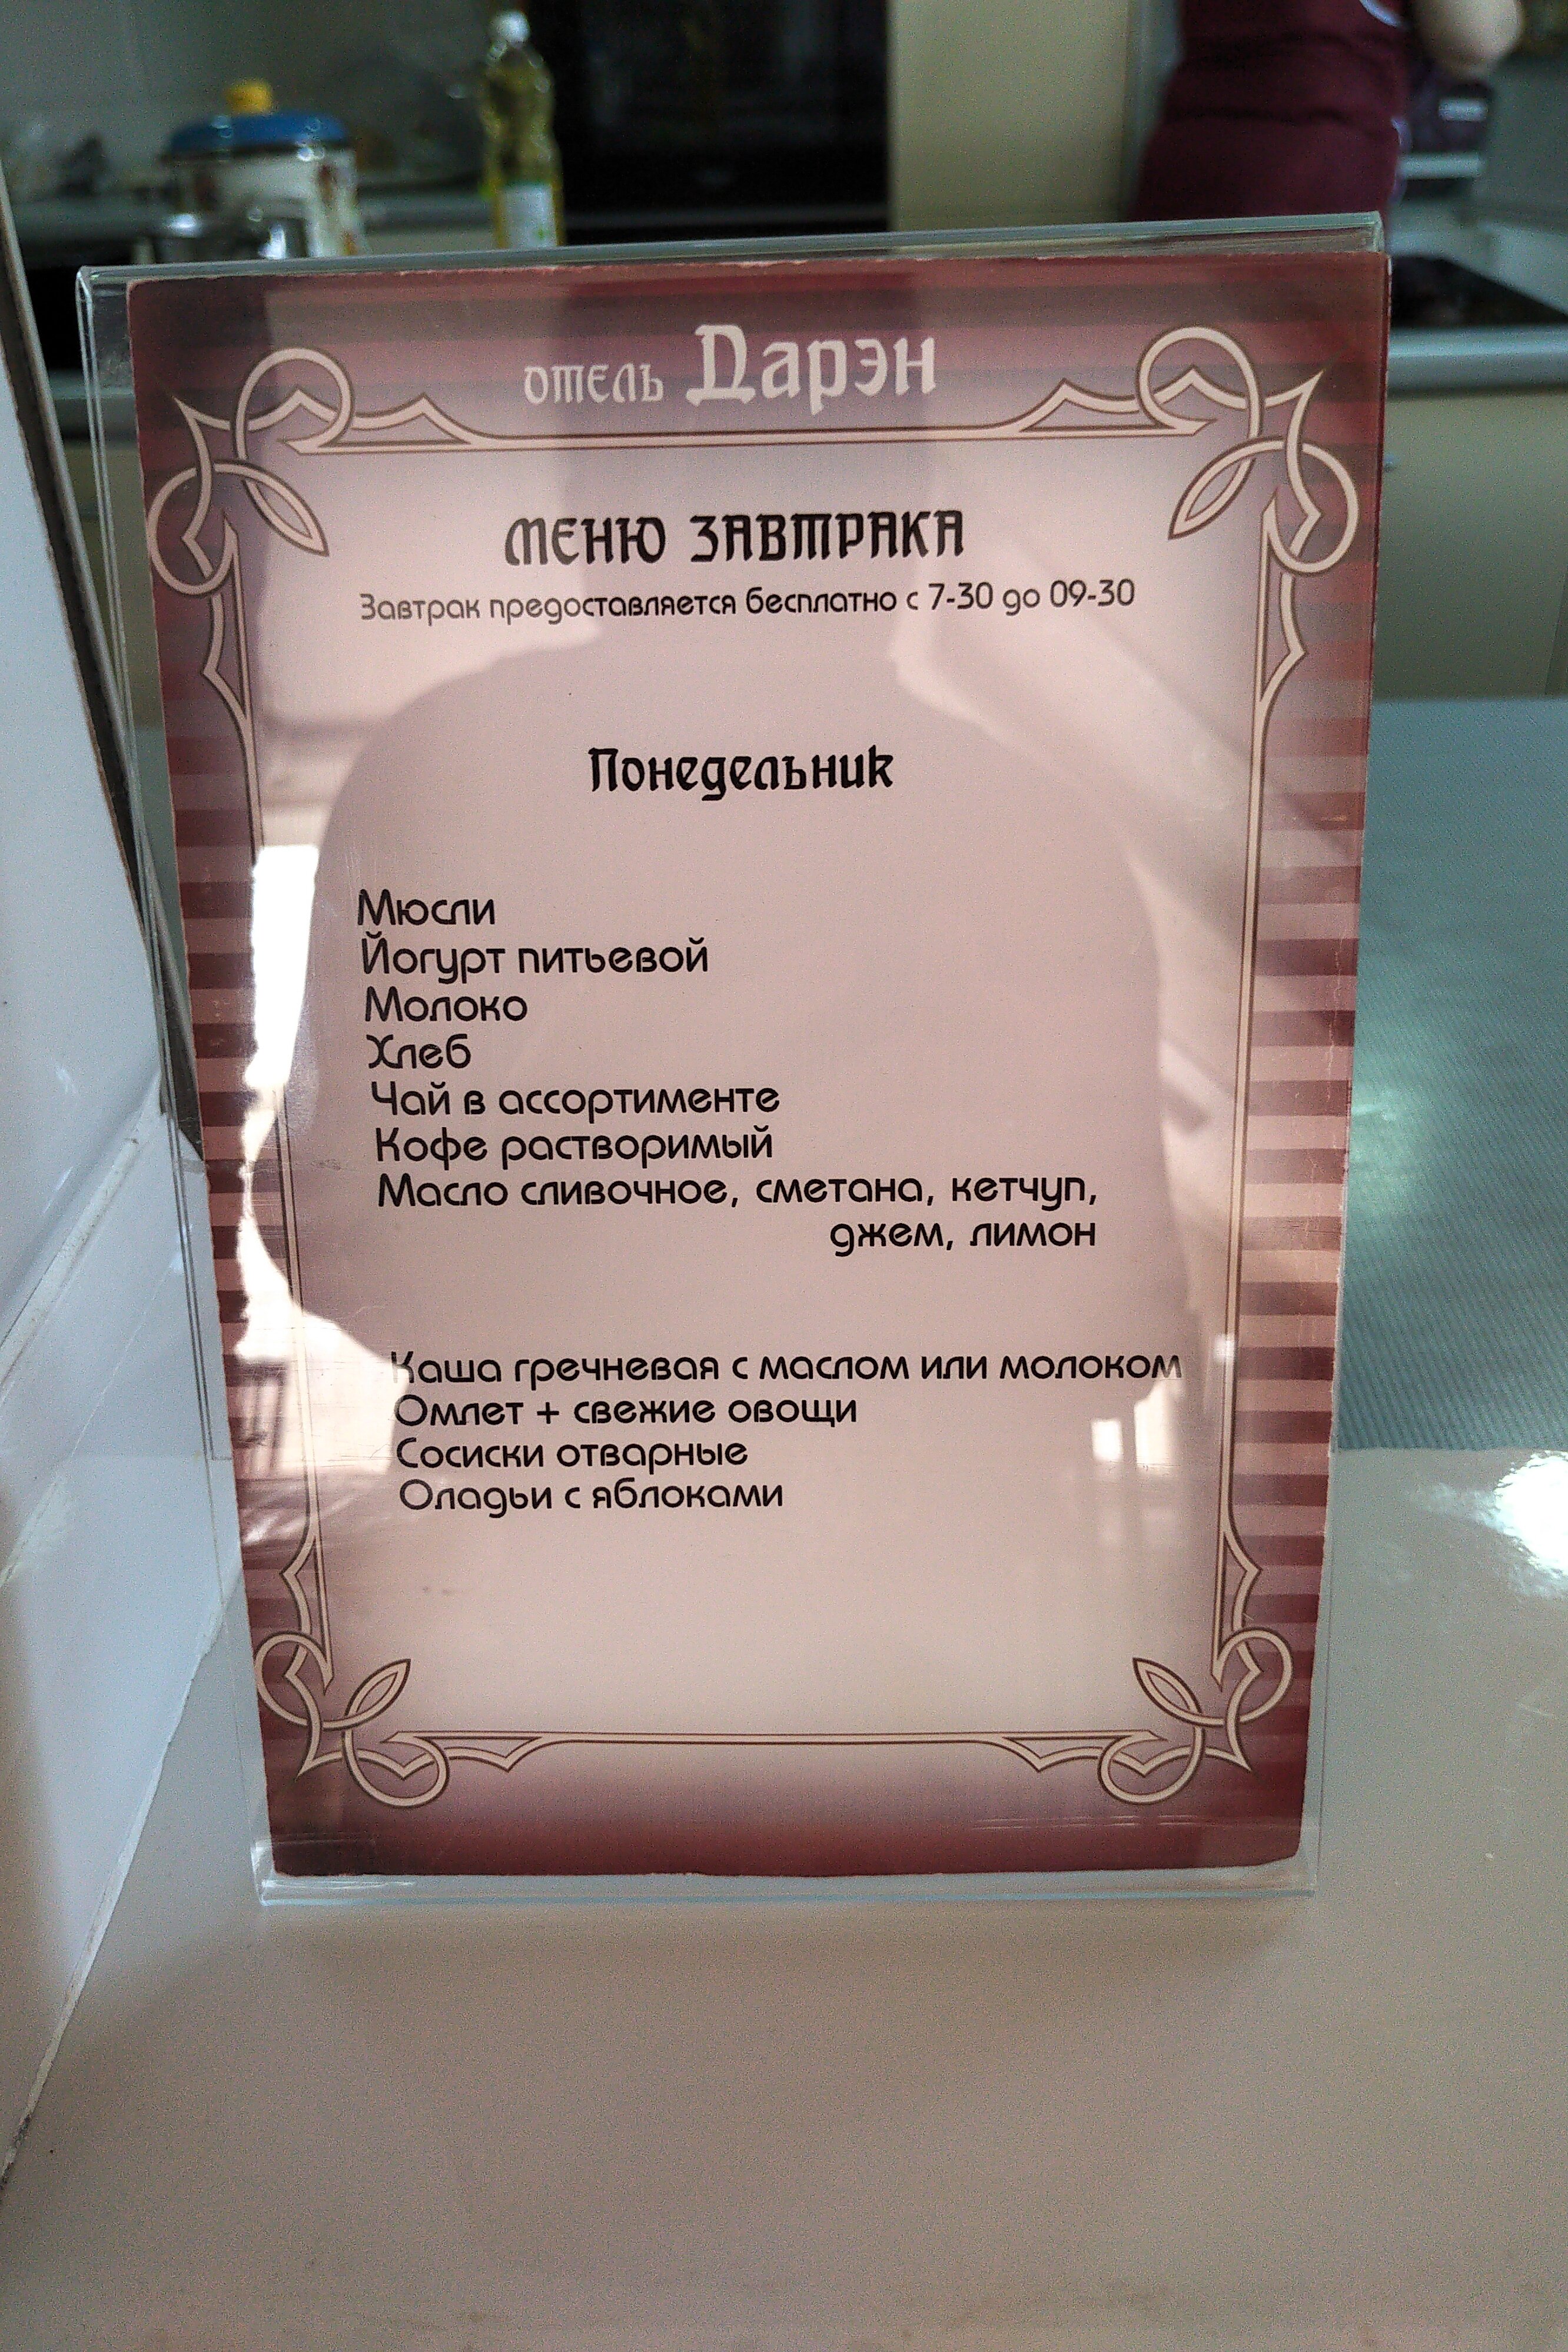 отель Дарэн
МЕНЮ ЗАВТРАКА
Завтрак предоставляется бесплатно с 7-30 до 09-30
Понедельник
Мюсли
Йогурт питьевой
Молоко
Хлеб
Чай в ассортименте
Кофе растворимый
Масло сливочное, сметана, кетчуп,
джем, лимон
Каша гречневая с маслом или молоком
Омлет + свежие овощи
Сосиски отварные
Оладьи с яблоками